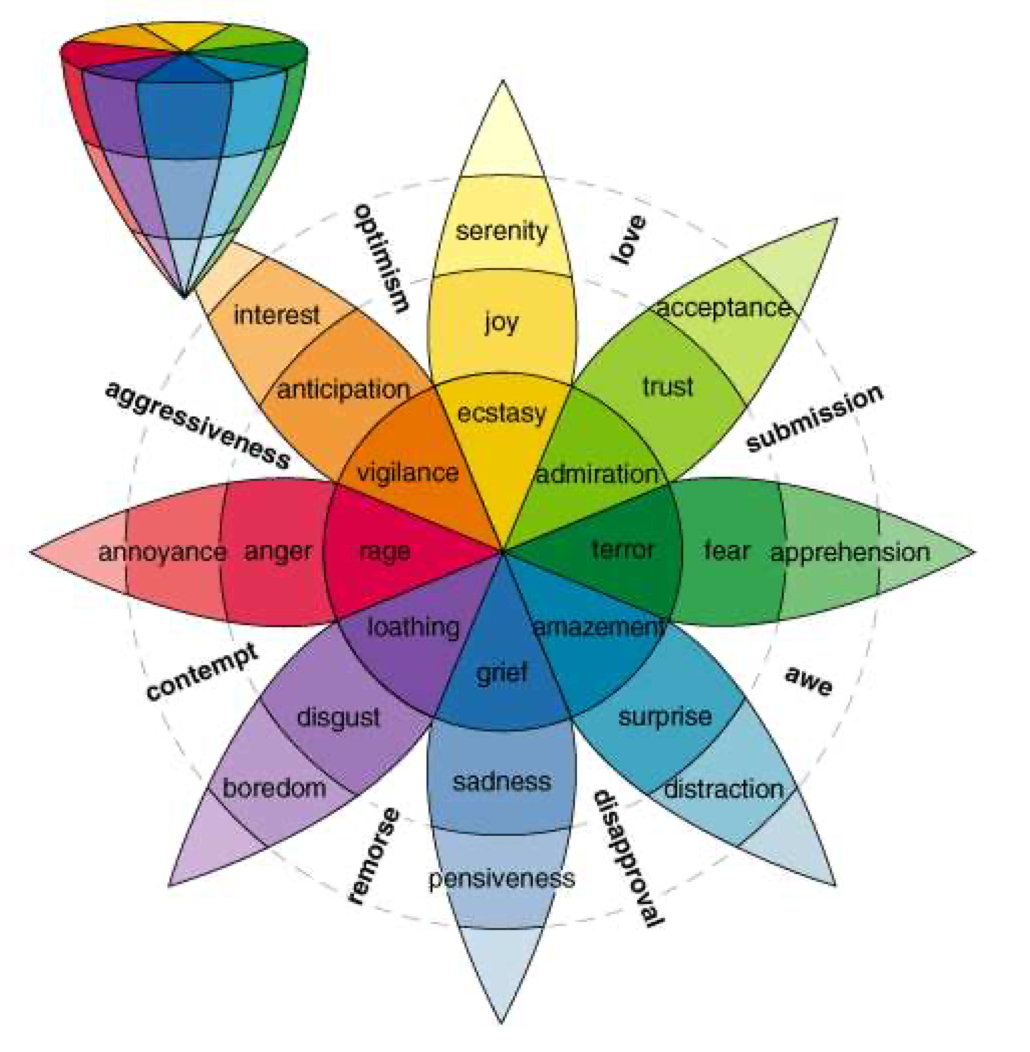 optimism
love
serenity
interest
acceptance
joy
anticipation
trust
aggressiveness
submission
ecstasy
vigilance
admiration
annoyance
anger
rage
terror
fear
apprehension
loathing
amazement
grief
contempt
awe
disgust
surprise
sadness
boredom
distraction
remorse
disapproval
pensiveness